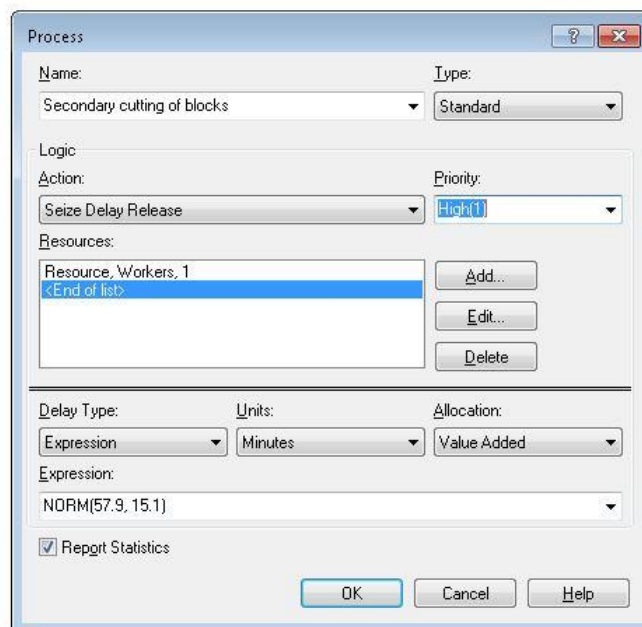 Process
Name: Type:
Secondary cutting of blocks Standard
Logic
Action: Priority:
Seize Delay Release High(1)
Resources:
Resource, Workers, 1
<End of list>
Add...
Edit...
Delete
Delay Type: Units: Allocation:
Expression Minutes Value Added
Expression:
NORM(57.9, 15.1)
Report Statistics
OK Cancel Help